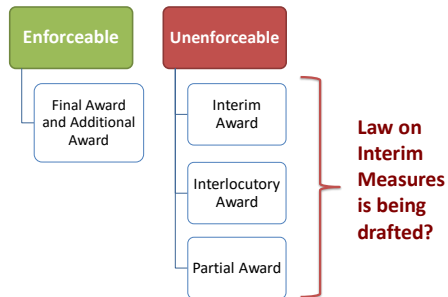 Enforceable
Unenforceable
Final Award
and Additional
Award
Interim
Award
Interlocutory
Award
Partial Award
Law on
Interim
Measures
is being
drafted?